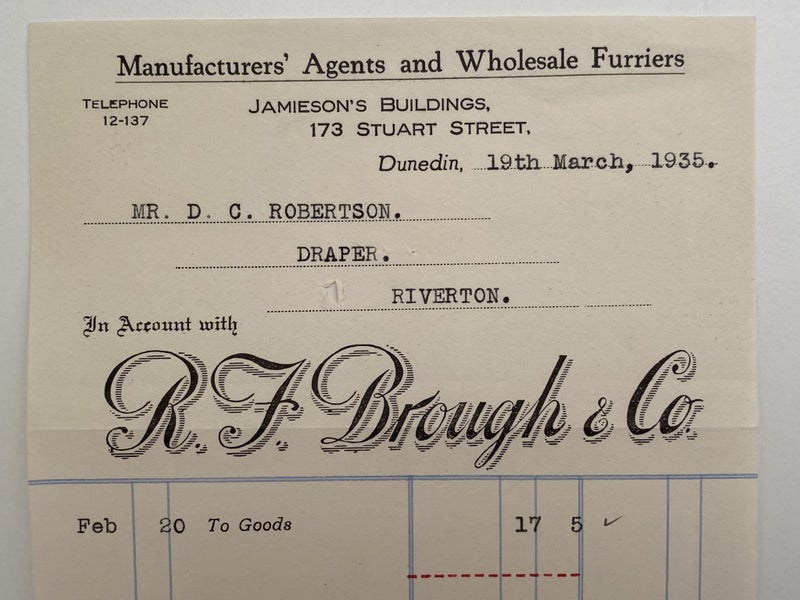 Manufacturers' Agents and Wholesale Furriers
TELEPHONE
12-137
JAMIESON'S BUILDINGS,
173 STUART STREET,
Dunedin, 19th March, 1935.
MR. D. C. ROBERTSON.
DRAPER.
RIVERTON.
In Account with
R. F. Brough & Co.
Feb 20 To Goods 17 5